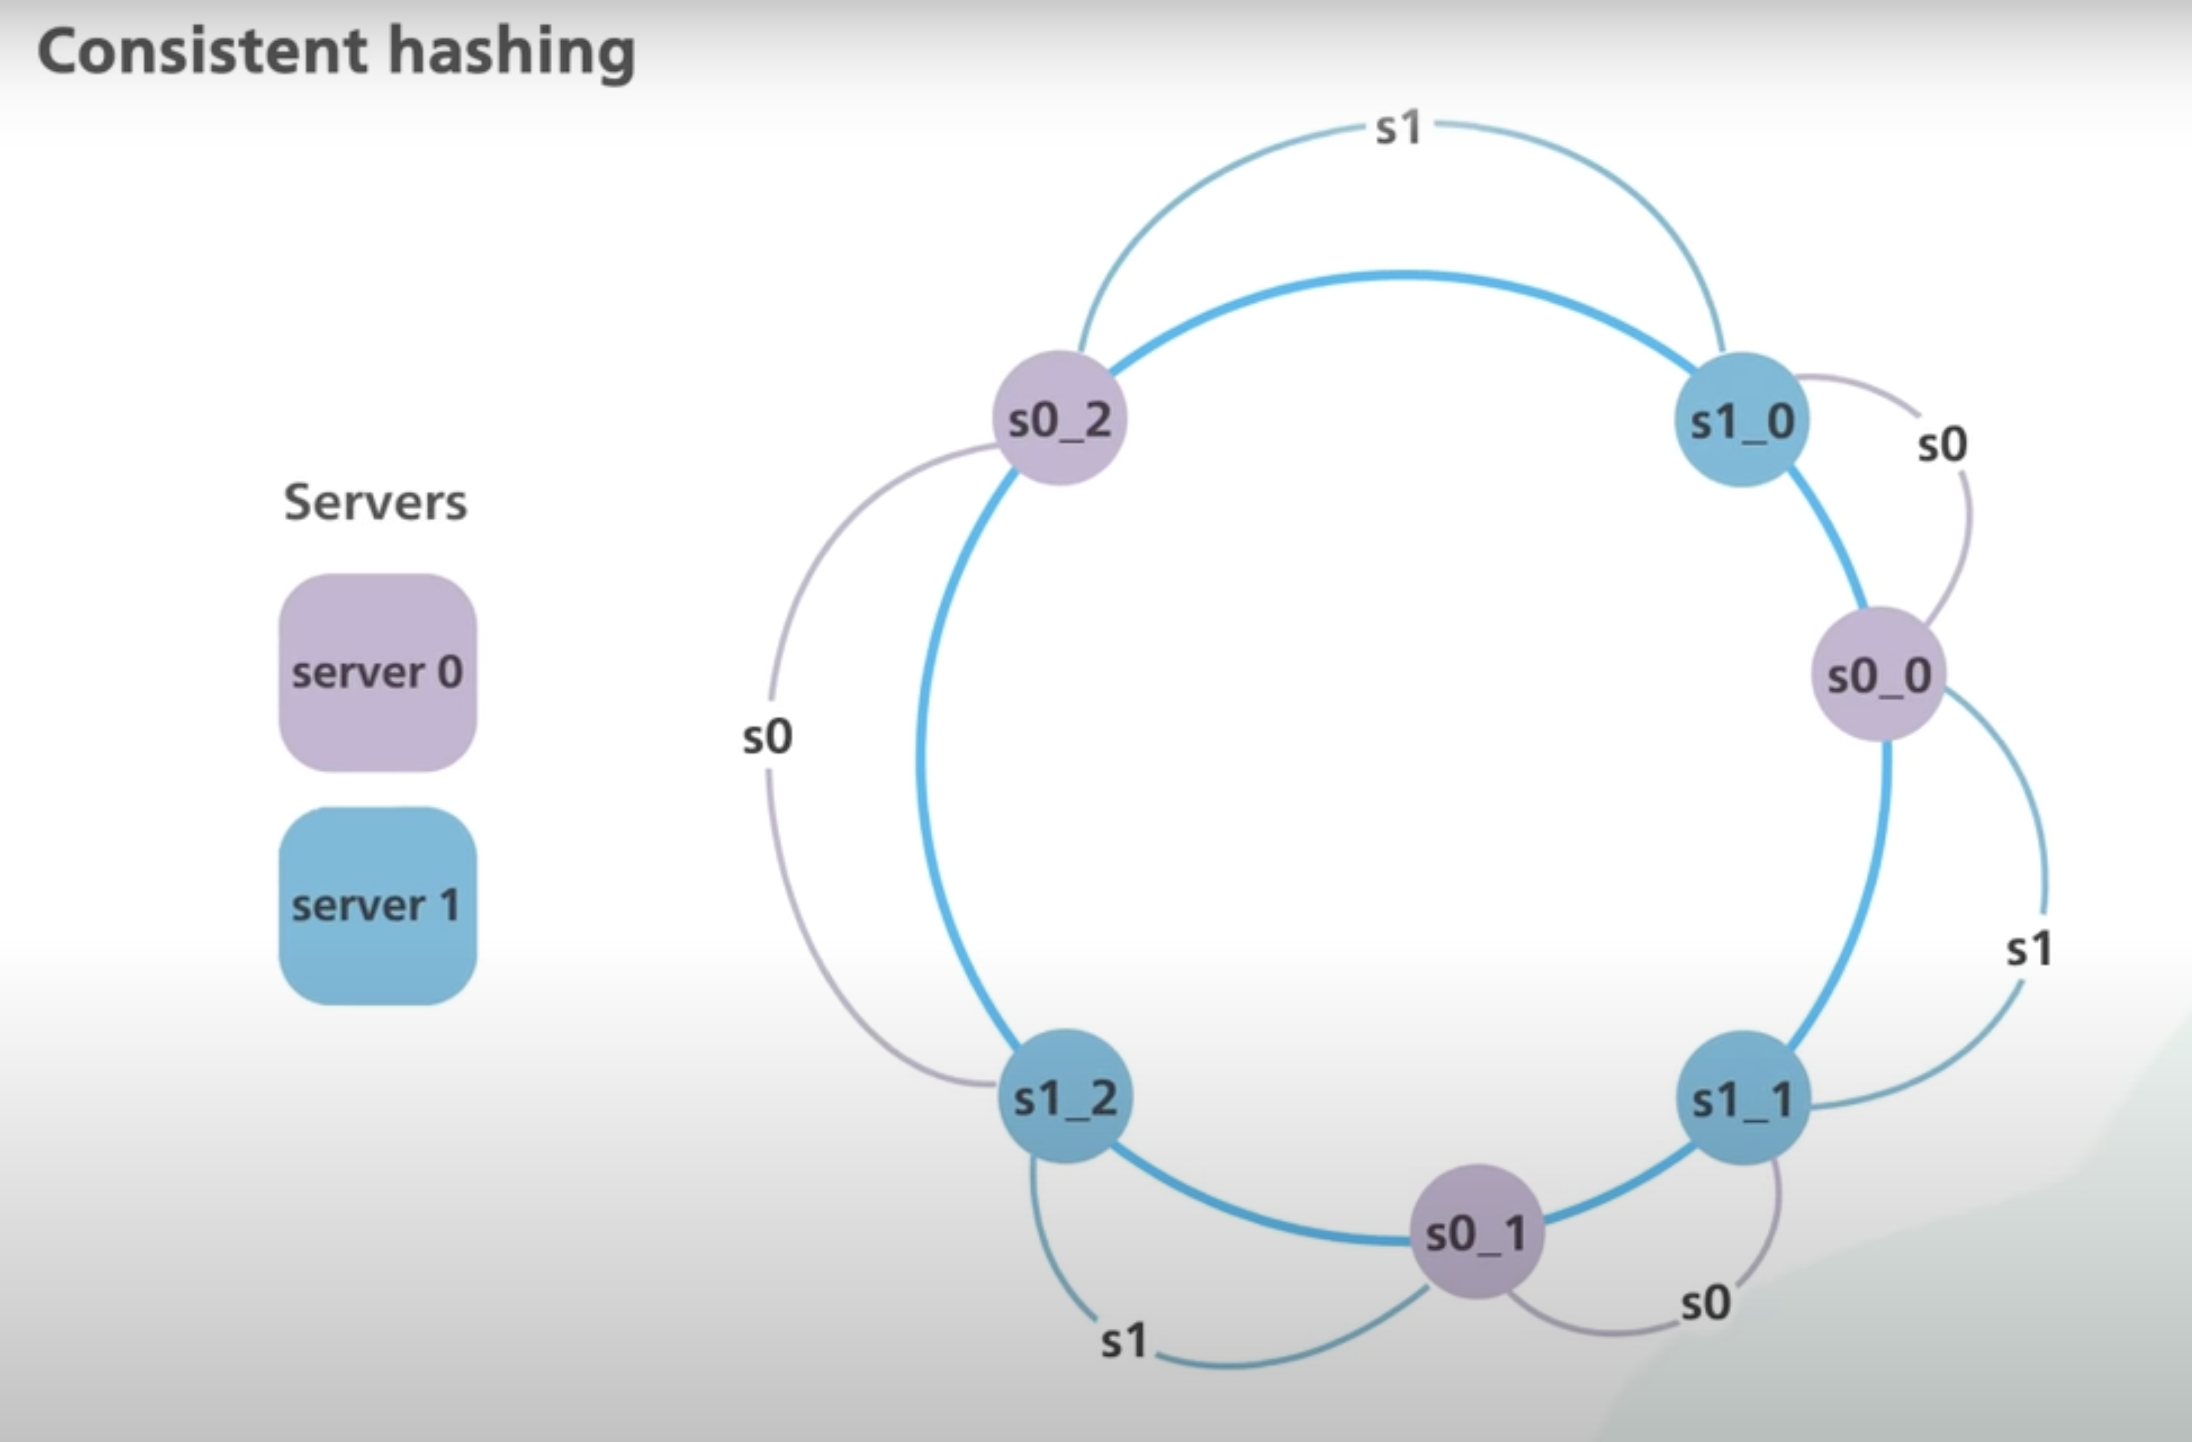 Consistent hashing
s1
s0_2
s1_0
s0
Servers
server 0
s0_0
s0
server 1
s1
s1_2
s1_1
s0_1
s0
s1